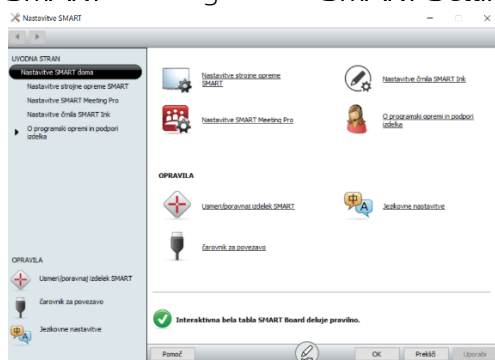 Nastavitve SMART
UVODNA STRAN
Nastavitve SMART doma
Nastavitve strojne opreme SMART
Nastavitve SMART Meeting Pro
Nastavitve črnila SMART Ink
O programski opremi in podpori
izdelka
OPRAVILA
Usmeri/poravnaj izdelek SMART
čarovnik za povezavo
Jezikovne nastavitve
Nastavitve strojne opreme
SMART
Nastavitve črnila SMART Ink
Nastavitve SMART Meeting Pro
O programski opremi in podpori
izdelka
OPRAVILA
Usmeri/poravnaj izdelek SMART
Jezikovne nastavitve
čarovnik za povezavo
Interaktivna bela tabla SMART Board deluje pravilno.
Pomoč
OK
Prekliči
Uporabi